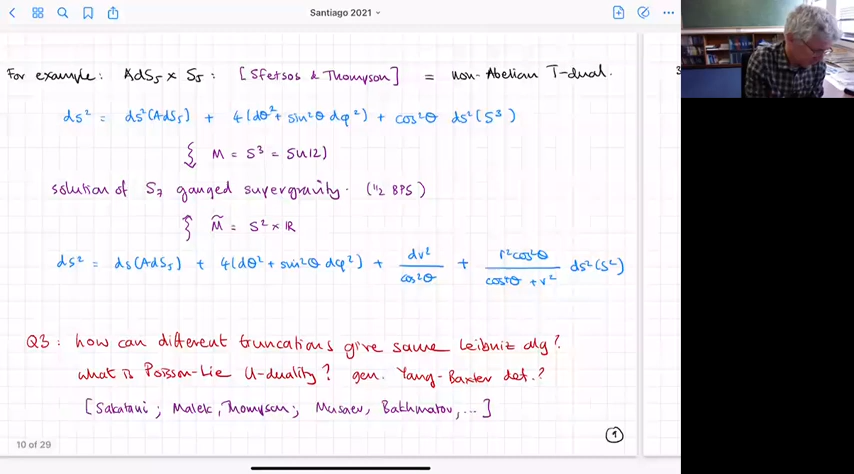 Santiago 2021
For example: AdS5 × S5: [Sfetsos & Thompson] = non-Abelian T-dual.
ds² = ds²(AdS5) + 4(dθ² + sin²θ dφ²) + cos²θ ds²(S³)
M = S³ = SU(2)
solution of S7 gauged supergravity. (1/2 BPS)
M̃ = S² × ℝ
ds² = ds(AdS5) + 4(dθ² + sin²θ dφ²) + dr²/cos²θ + r²cos²θ/(cos⁴θ + r²) ds²(S²)
Q3: how can different truncations give same Leibniz alg?
what is Poisson-Lie U-duality? gen. Yang-Baxter def.?
[Sakatani; Malek, Thompson; Musaev, Bakhmatov, ...]
1
10 of 29